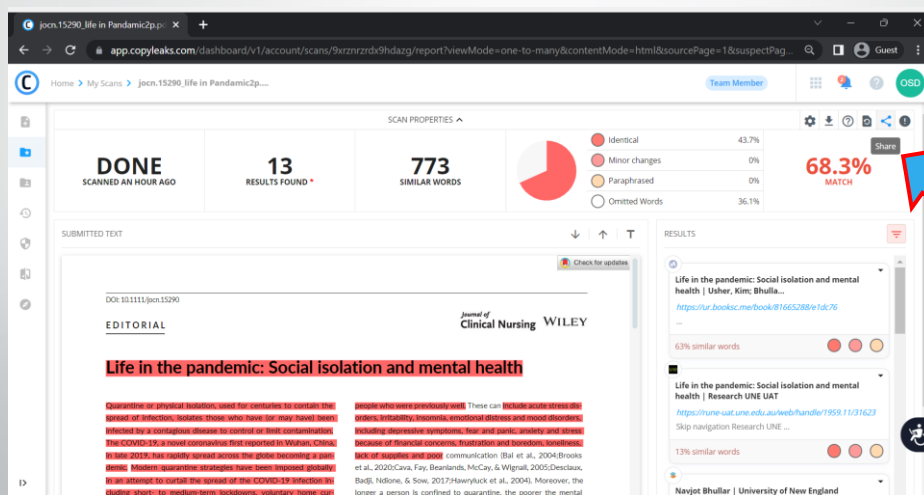 jocn.15290_life in Pandamic2p.pd
app.copyleaks.com/dashboard/v1/account/scans/9xrznrzrdx9hdazg/report?viewMode=one-to-many&contentMode=html&sourcePage=1&suspectPag...
Guest
Home > My Scans > jocn.15290_life in Pandamic2p....
Team Member
OSD
SCAN PROPERTIES
Share
DONE
SCANNED AN HOUR AGO
13
RESULTS FOUND *
773
SIMILAR WORDS
Identical 43.7%
Minor changes 0%
Paraphrased 0%
Omitted Words 36.1%
68.3%
MATCH
SUBMITTED TEXT
Check for updates
DOI: 10.1111/jocn.15290
EDITORIAL
Journal of
Clinical Nursing WILEY
Life in the pandemic: Social isolation and mental health
Quarantine or physical isolation, used for centuries to contain the
spread of infection, isolates those who have (or may have) been
infected by a contagious disease to control or limit contamination.
The COVID-19, a novel coronavirus first reported in Wuhan, China,
in late 2019, has rapidly spread across the globe becoming a pan-
demic. Modern quarantine strategies have been imposed globally
in an attempt to curtail the spread of the COVID-19 infection in-
cluding short- to medium-term lockdowns, voluntary home cur-
people who were previously well. These can include acute stress dis-
orders, irritability, insomnia, emotional distress and mood disorders,
including depressive symptoms, fear and panic, anxiety and stress
because of financial concerns, frustration and boredom, loneliness,
lack of supplies and poor communication (Bai et al., 2004;Brooks
et al., 2020;Cava, Fay, Beanlands, McCay, & Wignall, 2005;Desclaux,
Badji, Ndione, & Sow, 2017;Hawryluck et al., 2004). Moreover, the
longer a person is confined to quarantine, the poorer the mental
RESULTS
Life in the pandemic: Social isolation and mental
health | Usher, Kim; Bhulla...
https://ur.booksc.me/book/81665288/e1dc76
...
63% similar words
Life in the pandemic: Social isolation and mental
health | Research UNE UAT
https://rune-uat.une.edu.au/web/handle/1959.11/31623
Skip navigation Research UNE ...
13% similar words
Navjot Bhullar | University of New England